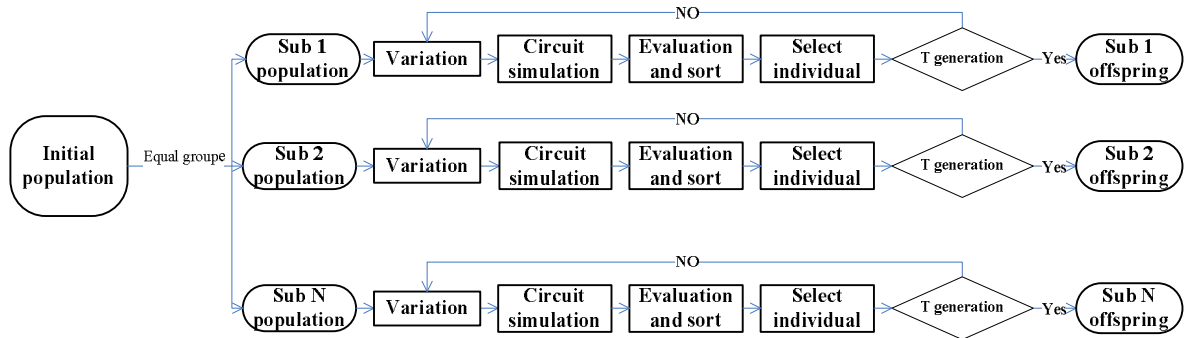 NO
Sub 1
population
Variation
Circuit
simulation
Evaluation
and sort
Select
individual
T generation
Yes
Sub 1
offspring
Initial
population
Equal groupe
NO
Sub 2
population
Variation
Circuit
simulation
Evaluation
and sort
Select
individual
T generation
Yes
Sub 2
offspring
NO
Sub N
population
Variation
Circuit
simulation
Evaluation
and sort
Select
individual
T generation
Yes
Sub N
offspring